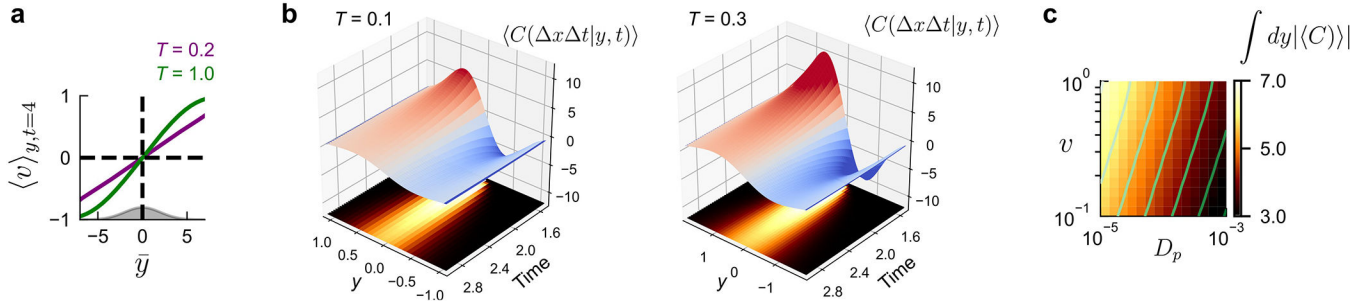 a
T = 0.2
T = 1.0
⟨v⟩y,t=4
1
0
−1
−5
0
5
ȳ
b
T = 0.1
⟨C(ΔxΔt|y, t)⟩
10
5
0
−5
−10
1.0
0.5
0.0
−0.5
−1.0
y
1.6
2.0
2.4
2.8
Time
T = 0.3
⟨C(ΔxΔt|y, t)⟩
10
5
0
−5
−10
1
0
−1
y
1.6
2.0
2.4
2.8
Time
c
∫ dy|⟨C)⟩|
10⁰
v
10⁻¹
10⁻⁵
10⁻³
Dp
7.0
5.0
3.0